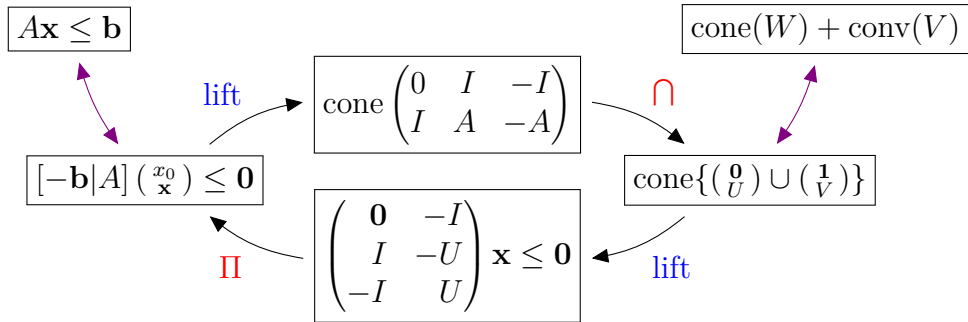 Ax ≤ b
cone(W) + conv(V)
lift
cone ( 0 I −I
I A −A )
∩
[−b|A] ( x₀
x ) ≤ 0
cone{( 0
U ) ∪ ( 1
V )}
Π
( 0 −I
I −U
−I U ) x ≤ 0
lift